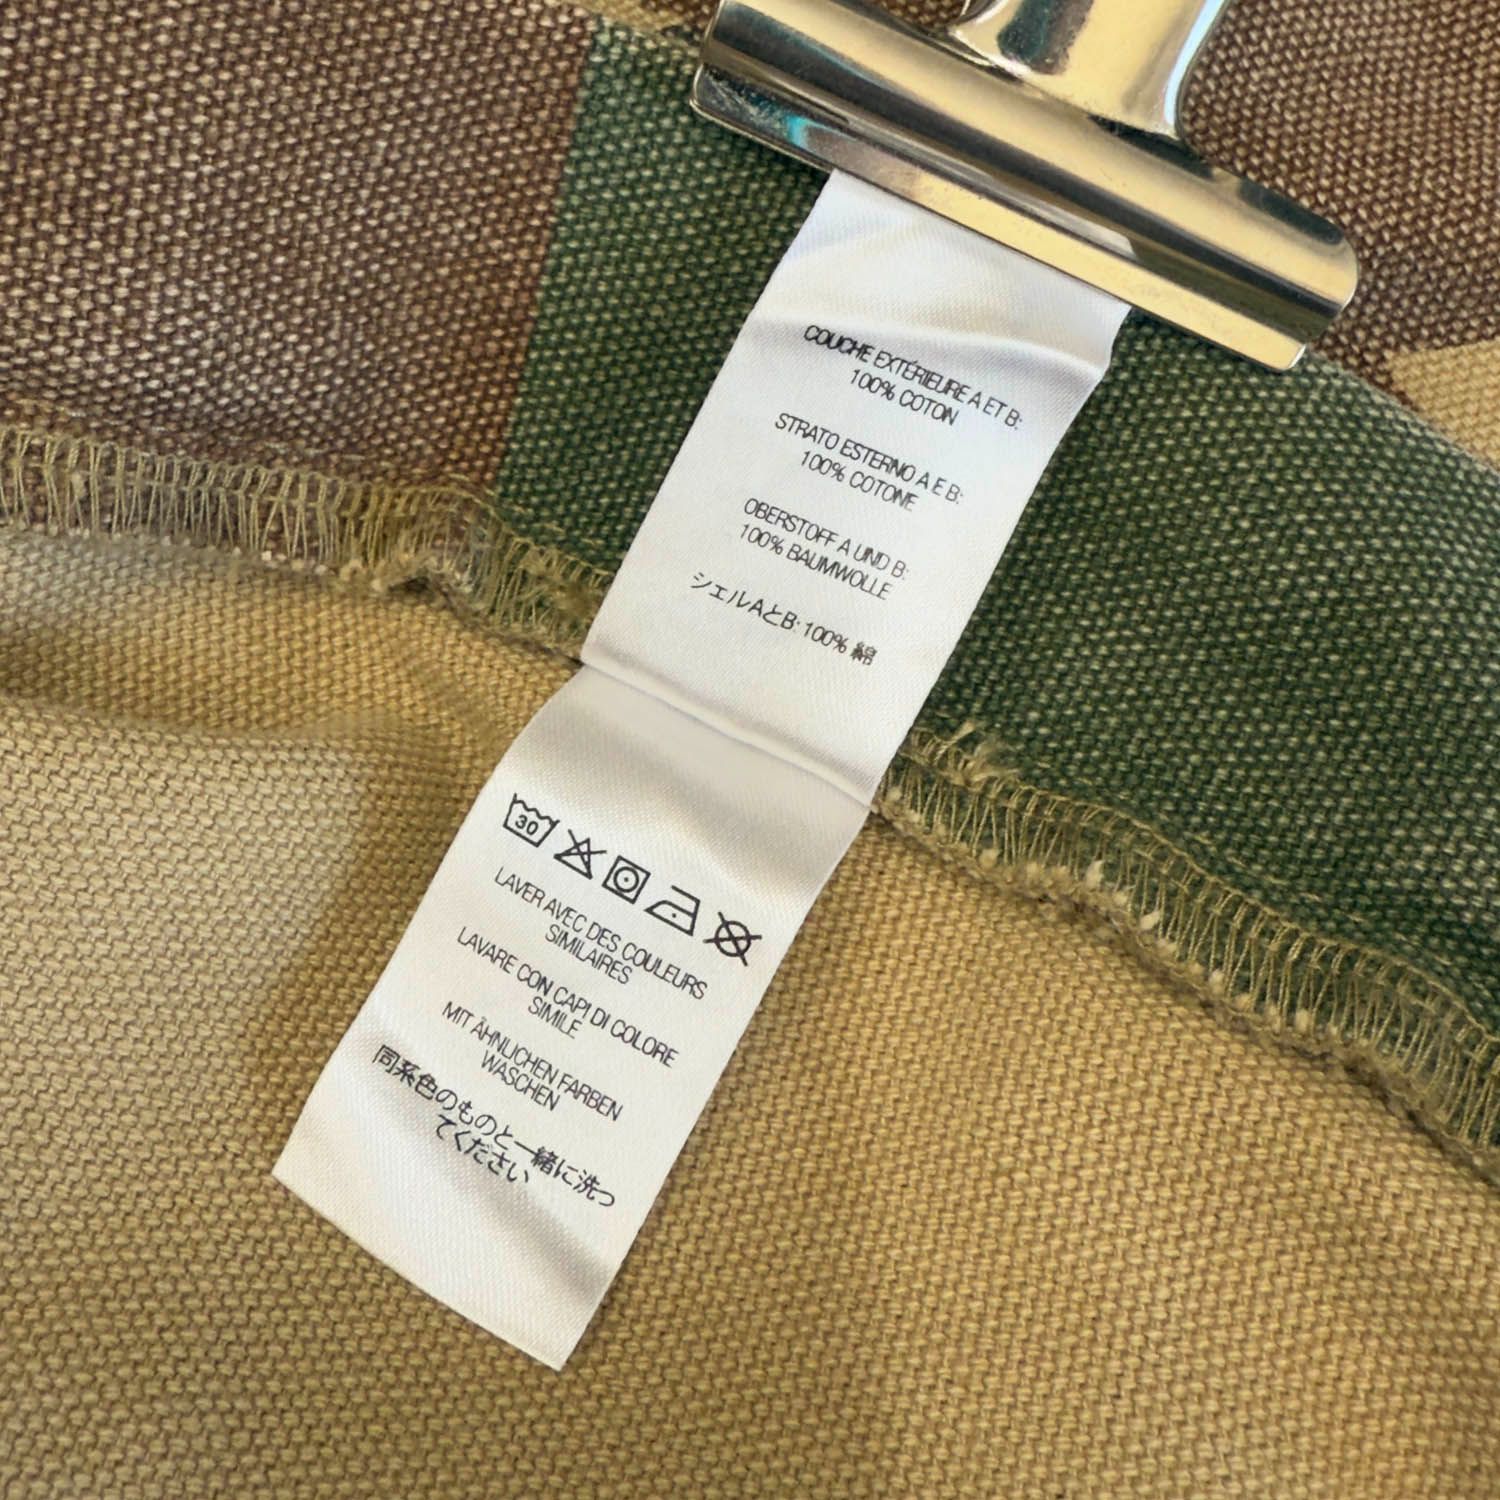 COUCHE EXTÉRIEURE A ET B:
100% COTON
STRATO ESTERNO A E B:
100% COTONE
OBERSTOFF A UND B:
100% BAUMWOLLE
シェルAとB: 100% 綿
30
LAVER AVEC DES COULEURS
SIMILAIRES
LAVARE CON CAPI DI COLORE
SIMILE
MIT ÄHNLICHEN FARBEN
WASCHEN
同系色のものと一緒に洗っ
てください